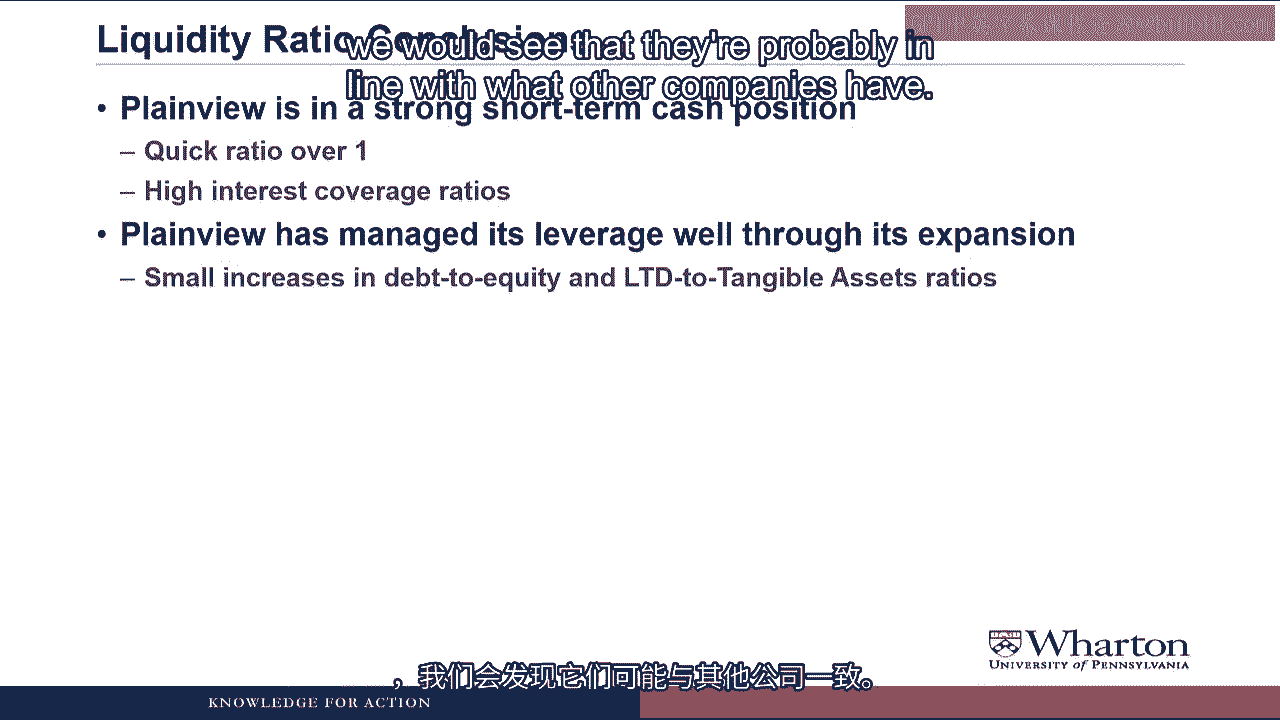 Liquidity Ratio Conclusions
we would see that they're probably in
line with what other companies have.
• Plainview is in a strong short-term cash position
– Quick ratio over 1
– High interest coverage ratios
• Plainview has managed its leverage well through its expansion
– Small increases in debt-to-equity and LTD-to-Tangible Assets ratios
Wharton
UNIVERSITY of PENNSYLVANIA
，我们会发现它们可能与其他公司一致。
KNOWLEDGE FOR ACTION